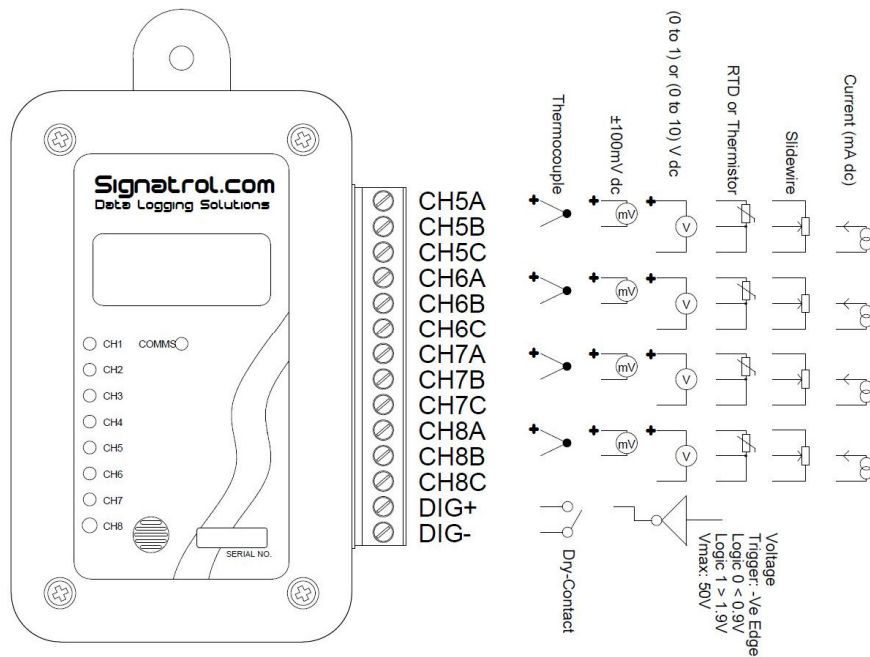 Signatrol.com
Data Logging Solutions
CH1 COMMS
CH2
CH3
CH4
CH5
CH6
CH7
CH8
SERIAL NO.
CH5A
CH5B
CH5C
CH6A
CH6B
CH6C
CH7A
CH7B
CH7C
CH8A
CH8B
CH8C
DIG+
DIG-
Thermocouple
±100mV dc
(0 to 1) or (0 to 10) V dc
RTD or Thermistor
Slidewire
Current (mA dc)
+ + mV + V
+ + mV + V
+ + mV + V
+ + mV + V
Dry-Contact
Voltage
Trigger: -Ve Edge
Logic 0 < 0.9V
Logic 1 > 1.9V
Vmax: 50V